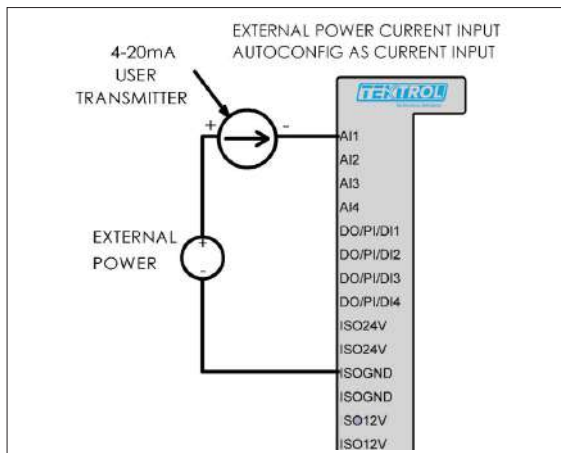 EXTERNAL POWER CURRENT INPUT
AUTOCONFIG AS CURRENT INPUT
4-20mA
USER
TRANSMITTER
TEKTROL
+
-
AI1
AI2
AI3
AI4
DO/PI/DI1
DO/PI/DI2
DO/PI/DI3
DO/PI/DI4
EXTERNAL
POWER
+
-
ISO24V
ISO24V
ISOGND
ISOGND
SO12V
ISO12V